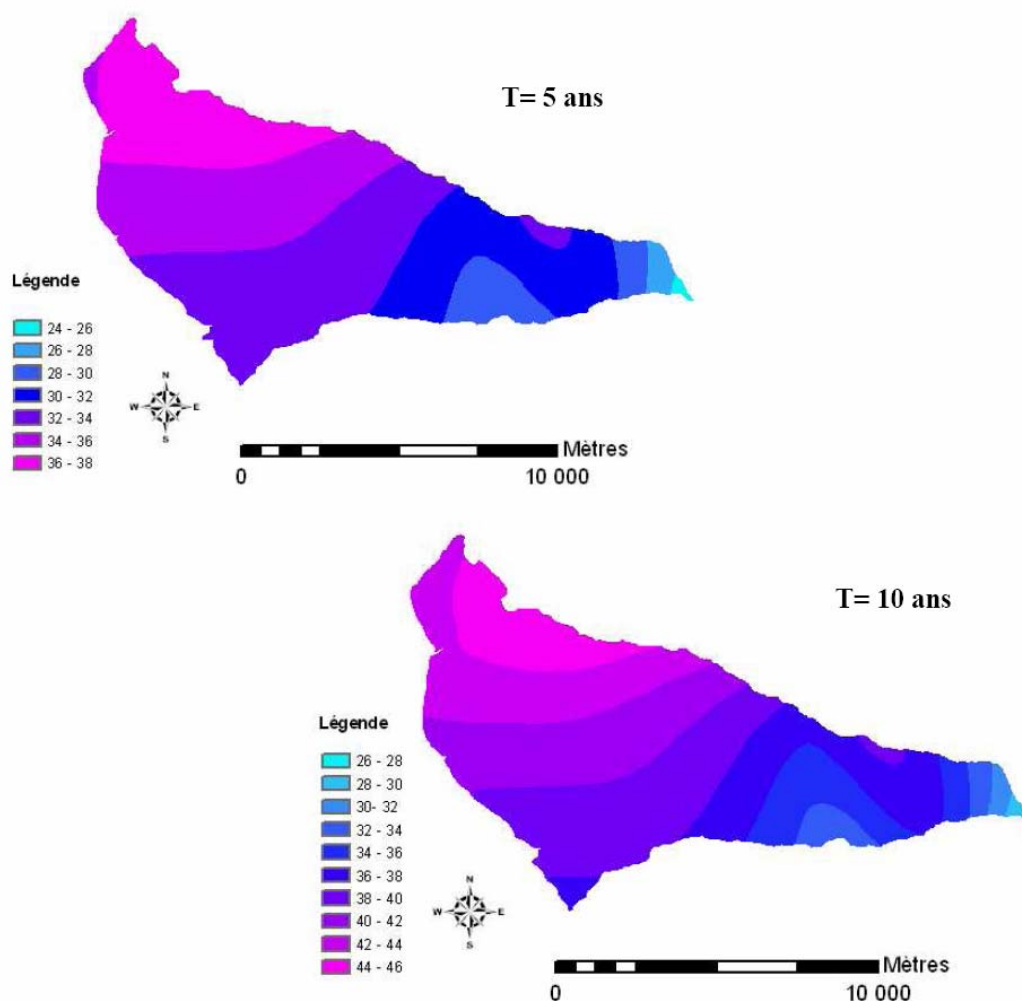 T= 5 ans
Légende
24 - 26
26 - 28
28 - 30
30 - 32
32 - 34
34 - 36
36 - 38
N
W E
S
Mètres
0 10 000
T= 10 ans
Légende
26 - 28
28 - 30
30- 32
32 - 34
34 - 36
36 - 38
38 - 40
40 - 42
42 - 44
44 - 46
N
W E
S
Mètres
0 10 000